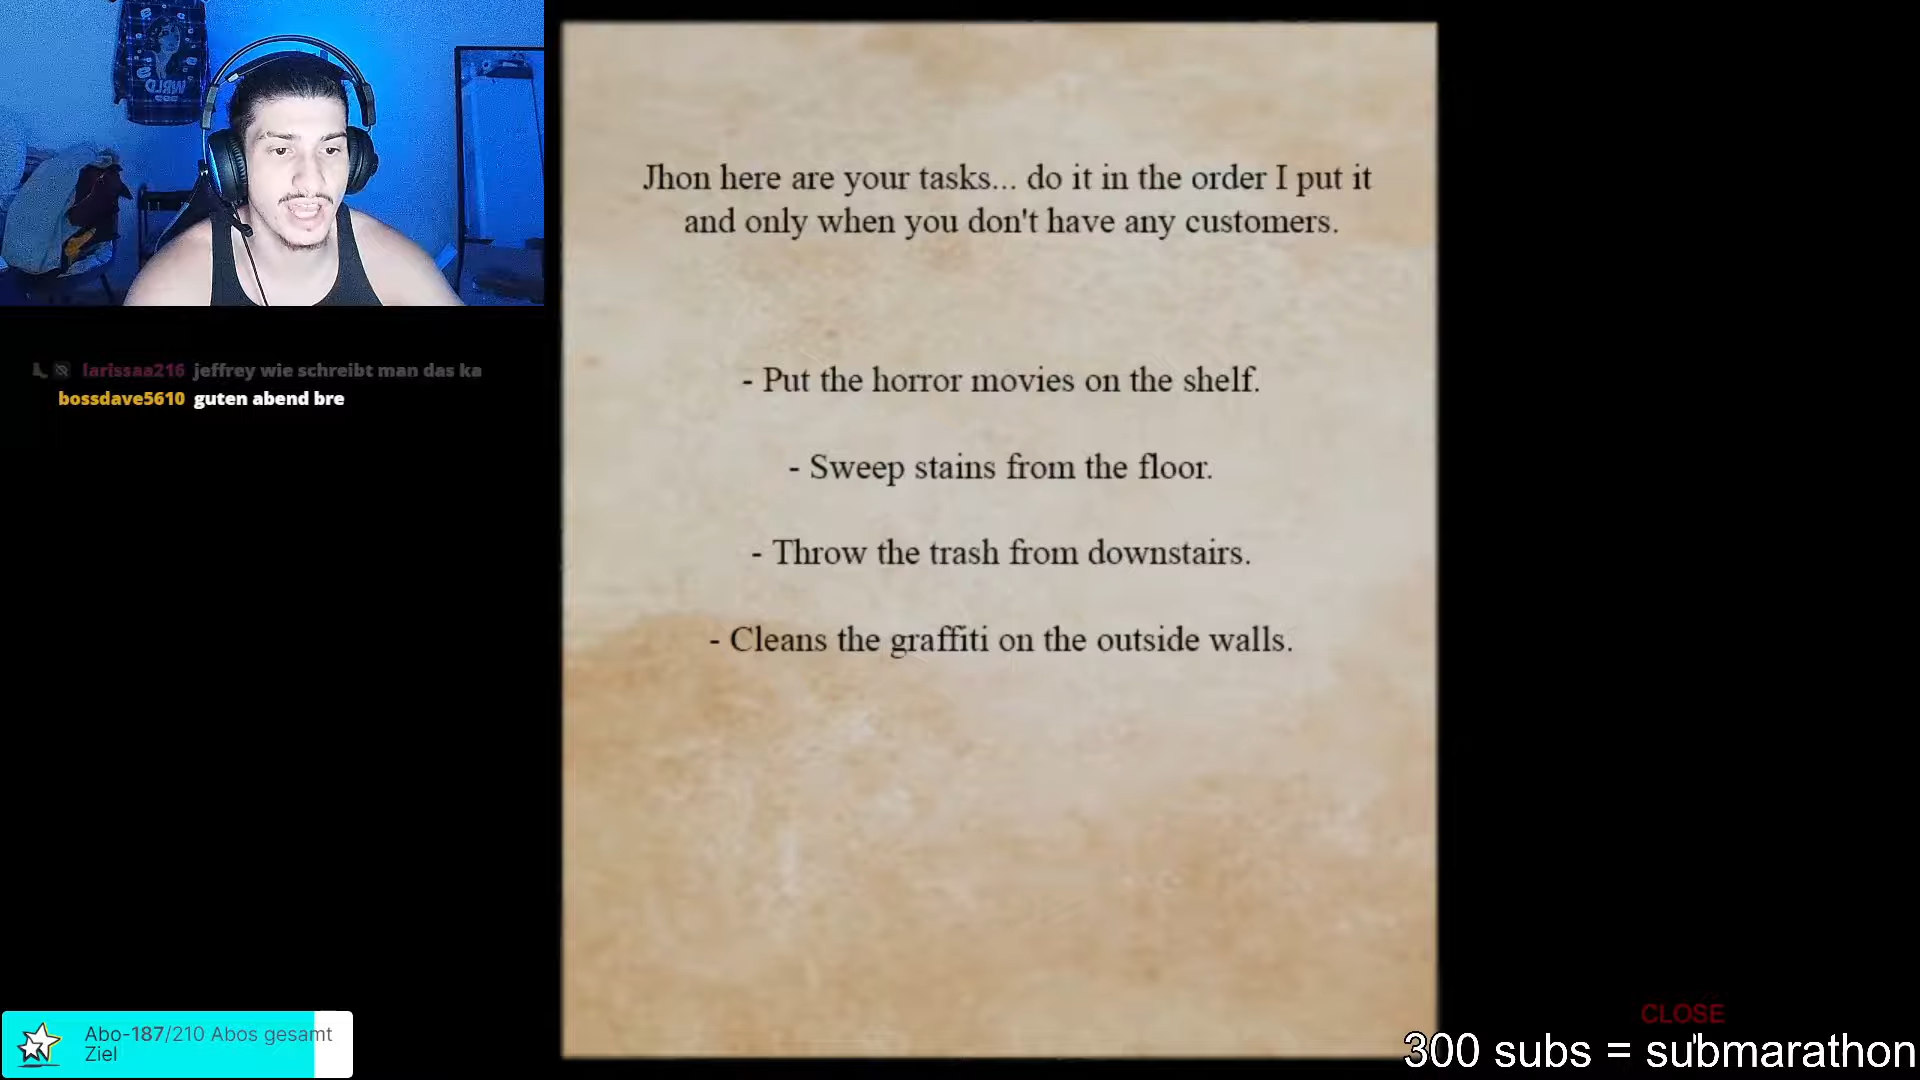 Jhon here are your tasks... do it in the order I put it
and only when you don't have any customers.
- Put the horror movies on the shelf.
- Sweep stains from the floor.
- Throw the trash from downstairs.
- Cleans the graffiti on the outside walls.
larissaa216 jeffrey wie schreibt man das ka
bossdave5610 guten abend bre
Abo-187/210 Abos gesamt
Ziel
CLOSE
300 subs = submarathon